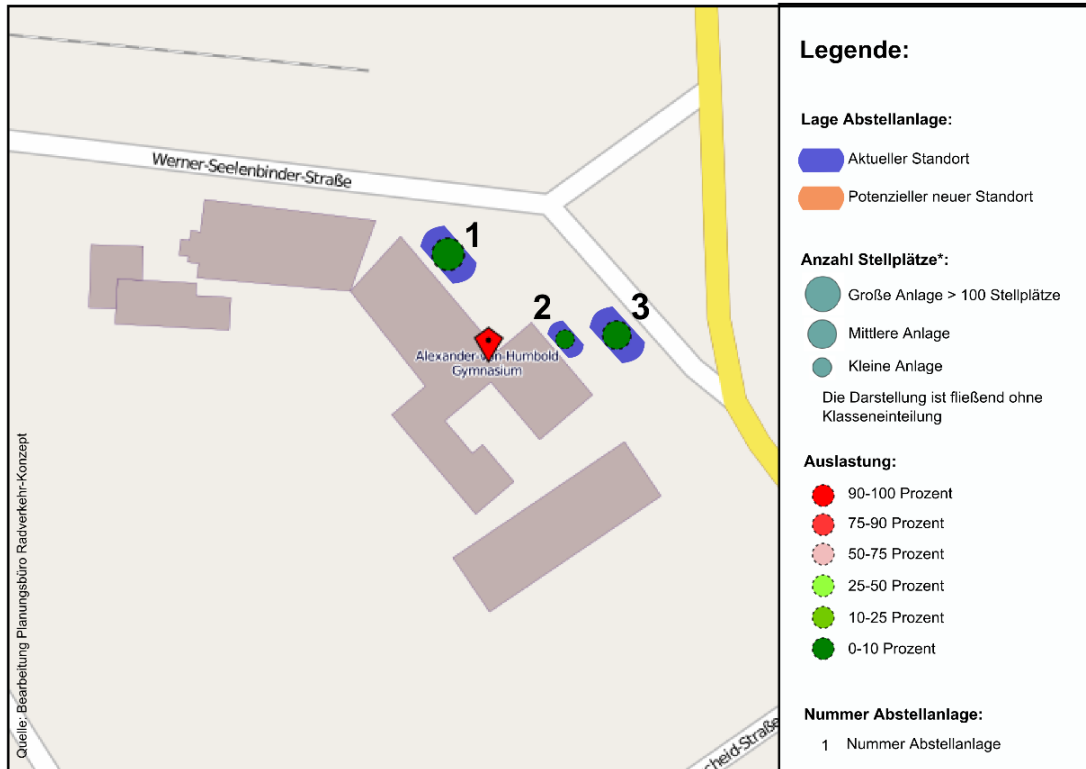 Werner-Seelenbinder-Straße
1
2
3
Alexander-von-Humbold
Gymnasium
scheid-Straße
Quelle: Bearbeitung Planungsbüro Radverkehr-Konzept
Legende:
Lage Abstellanlage:
Aktueller Standort
Potenzieller neuer Standort
Anzahl Stellplätze*:
Große Anlage > 100 Stellplätze
Mittlere Anlage
Kleine Anlage
Die Darstellung ist fließend ohne
Klasseneinteilung
Auslastung:
90-100 Prozent
75-90 Prozent
50-75 Prozent
25-50 Prozent
10-25 Prozent
0-10 Prozent
Nummer Abstellanlage:
1 Nummer Abstellanlage